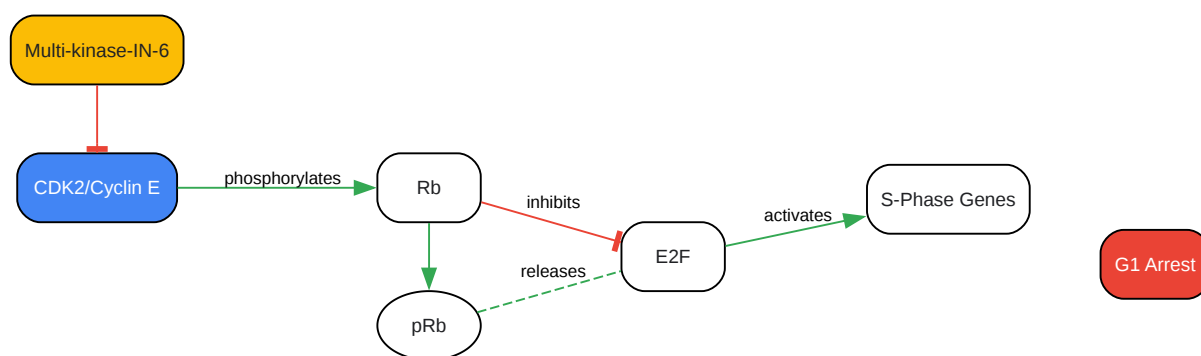 Multi-kinase-IN-6
CDK2/Cyclin E
phosphorylates
Rb
inhibits
E2F
activates
S-Phase Genes
G1 Arrest
releases
pRb